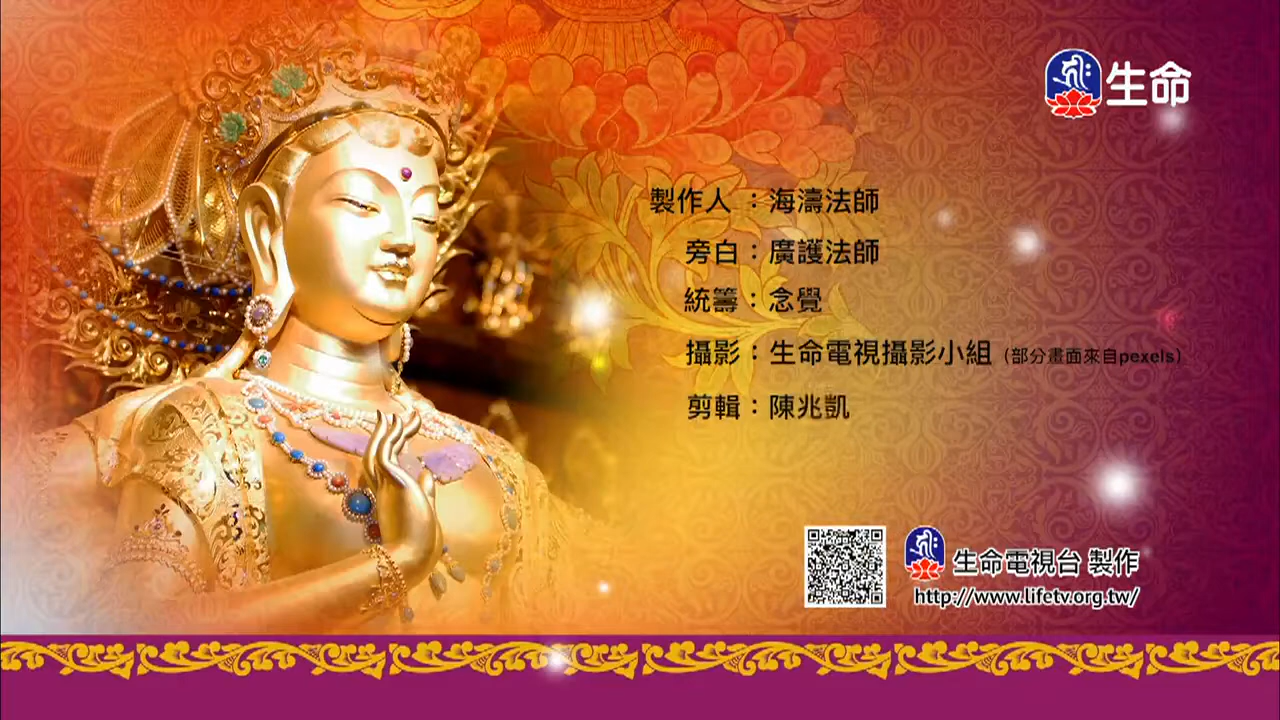 生命
製作人：海濤法師
旁白：廣護法師
統籌：念覺
攝影：生命電視攝影小組（部分畫面來自pexels）
剪輯：陳兆凱
生命電視台 製作
http://www.lifetv.org.tw/